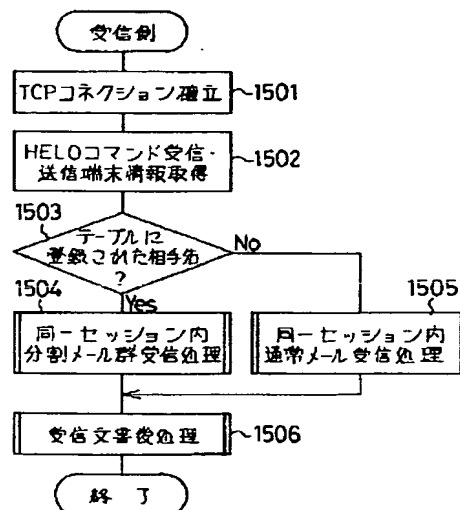 受信側
TCPコネクション確立
1501
HELOコマンド受信・
送信端末情報取得
1502
1503
テーブルに
登録された相手先
?
No
Yes
1504
同一セッション内
分割メール群受信処理
1505
同一セッション内
通常メール受信処理
受信文書後処理
1506
終了